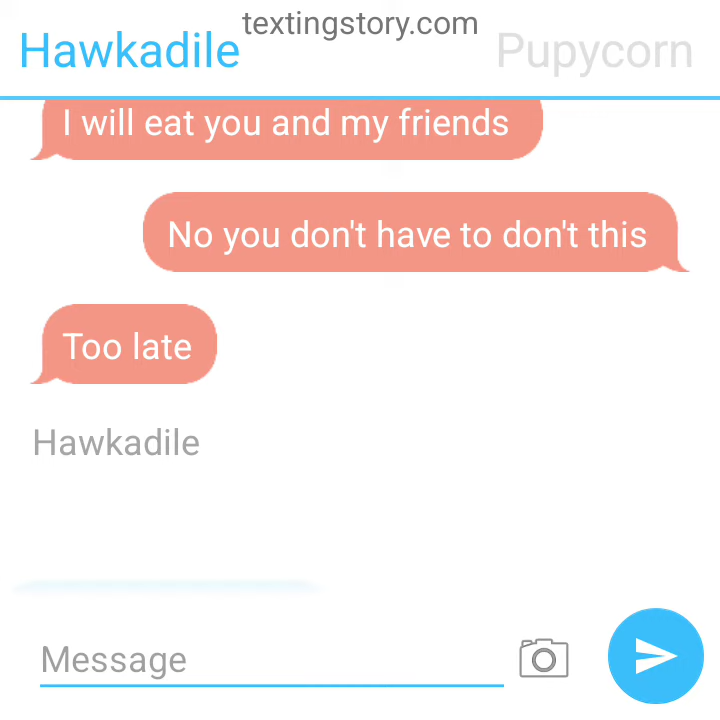 textingstory.com
Hawkadile
Pupycorn
I will eat you and my friends
No you don't have to don't this
Too late
Hawkadile
Message